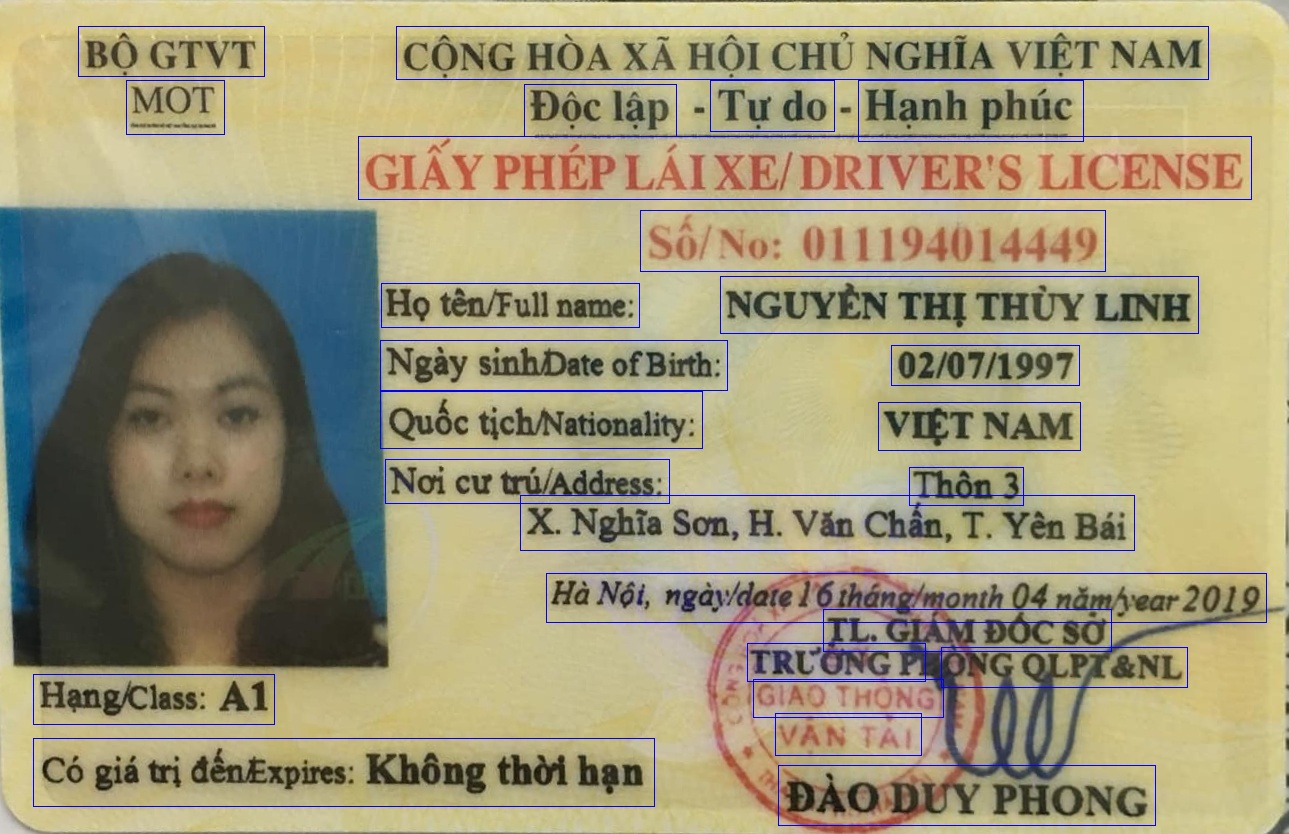 BỘ GTVT
MOT
CỘNG HÒA XÃ HỘI CHỦ NGHĨA VIỆT NAM
Độc lập - Tự do - Hạnh phúc
GIẤY PHÉP LÁI XE/ DRIVER'S LICENSE
Số/ No: 011194014449
Họ tên/Full name: NGUYỄN THỊ THÙY LINH
Ngày sinh/Date of Birth: 02/07/1997
Quốc tịch/Nationality: VIỆT NAM
Nơi cư trú/Address: Thôn 3
X. Nghĩa Sơn, H. Văn Chấn, T. Yên Bái
Hà Nội, ngày/date 16 tháng/month 04 năm/year 2019
TL. GIÁM ĐỐC SỞ
TRƯỞNG PHÒNG QLPT&NL
GIAO THÔNG
VẬN TẢI
Hạng/Class: A1
Có giá trị đến/Expires: Không thời hạn
ĐÀO DUY PHONG